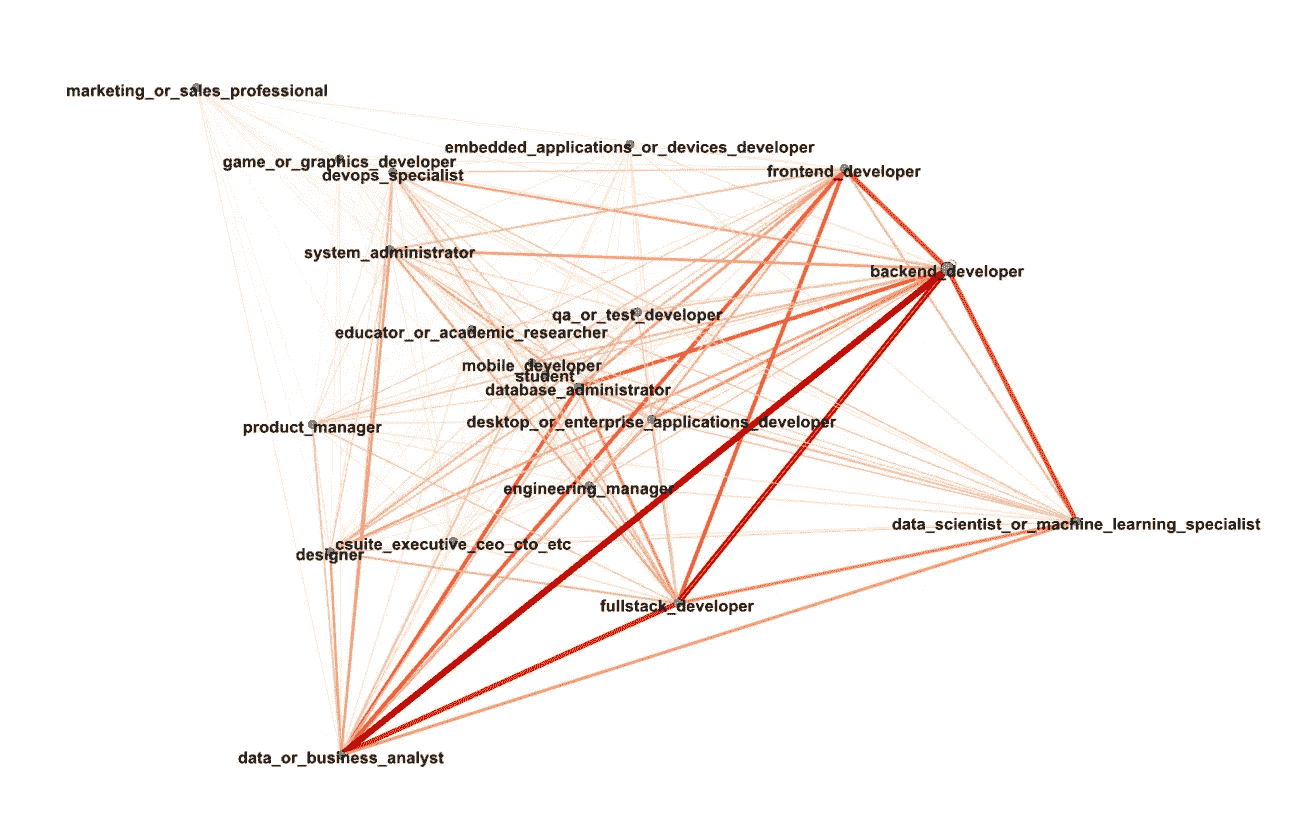 marketing_or_sales_professional
embedded_applications_or_devices_developer
game_or_graphics_developer
devops_specialist
frontend_developer
system_administrator
backend_developer
qa_or_test_developer
educator_or_academic_researcher
mobile_developer
student
database_administrator
desktop_or_enterprise_applications_developer
product_manager
engineering_manager
data_scientist_or_machine_learning_specialist
csuite_executive_ceo_cto_etc
designer
fullstack_developer
data_or_business_analyst